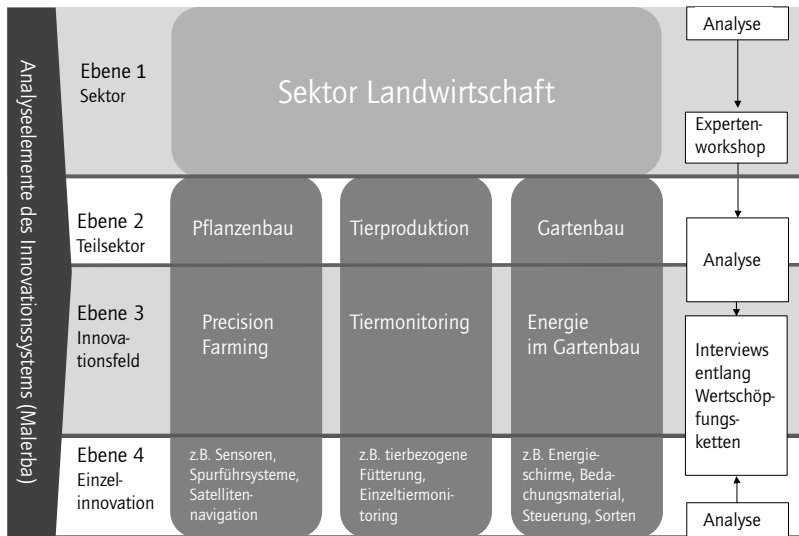 Analyseelemente des Innovationssystems (Malerba)
Ebene 1
Sektor
Sektor Landwirtschaft
Analyse
Experten-
workshop
Ebene 2
Teilsektor
Pflanzenbau
Tierproduktion
Gartenbau
Analyse
Ebene 3
Innova-
tionsfeld
Precision
Farming
Tiermonitoring
Energie
im Gartenbau
Interviews
entlang
Wertschöp-
fungs-
ketten
Ebene 4
Einzel-
innovation
z.B. Sensoren,
Spurführsysteme,
Satelliten-
navigation
z.B. tierbezogene
Fütterung,
Einzeltiermoni-
toring
z.B. Energie-
schirme, Beda-
chungsmaterial,
Steuerung, Sorten
Analyse